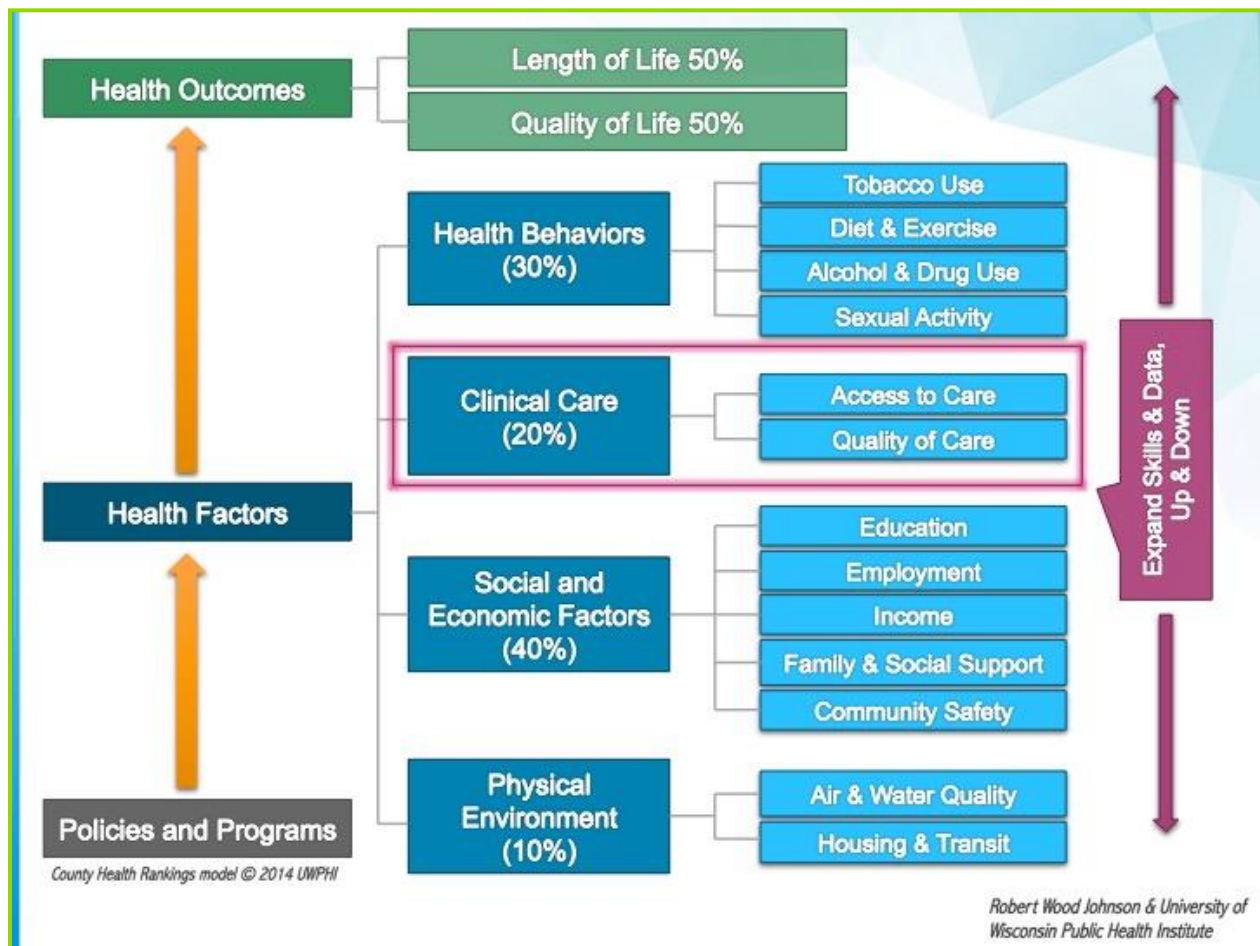 Health Outcomes
Length of Life 50%
Quality of Life 50%
Health Behaviors
(30%)
Tobacco Use
Diet & Exercise
Alcohol & Drug Use
Sexual Activity
Clinical Care
(20%)
Access to Care
Quality of Care
Health Factors
Social and
Economic Factors
(40%)
Education
Employment
Income
Family & Social Support
Community Safety
Physical
Environment
(10%)
Air & Water Quality
Housing & Transit
Policies and Programs
County Health Rankings model © 2014 UWPHI
Expand Skills & Data,
Up & Down
Robert Wood Johnson & University of
Wisconsin Public Health Institute